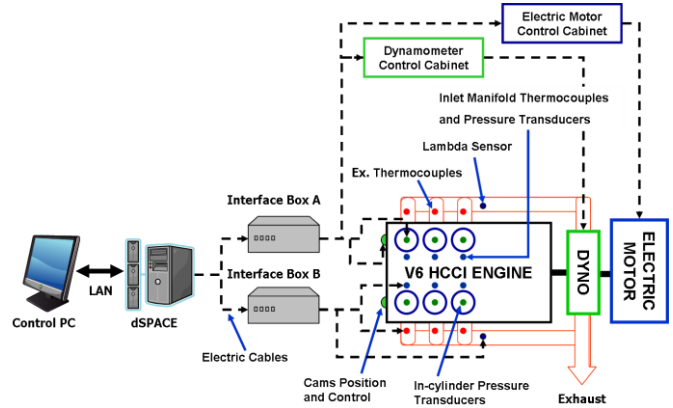 Electric Motor
Control Cabinet
Dynamometer
Control Cabinet
Inlet Manifold Thermocouples
and Pressure Transducers
Lambda Sensor
Ex. Thermocouples
Interface Box A
Interface Box B
V6 HCCI ENGINE
DYNO
ELECTRIC
MOTOR
LAN
Control PC
dSPACE
Electric Cables
Cams Position
and Control
In-cylinder Pressure
Transducers
Exhaust